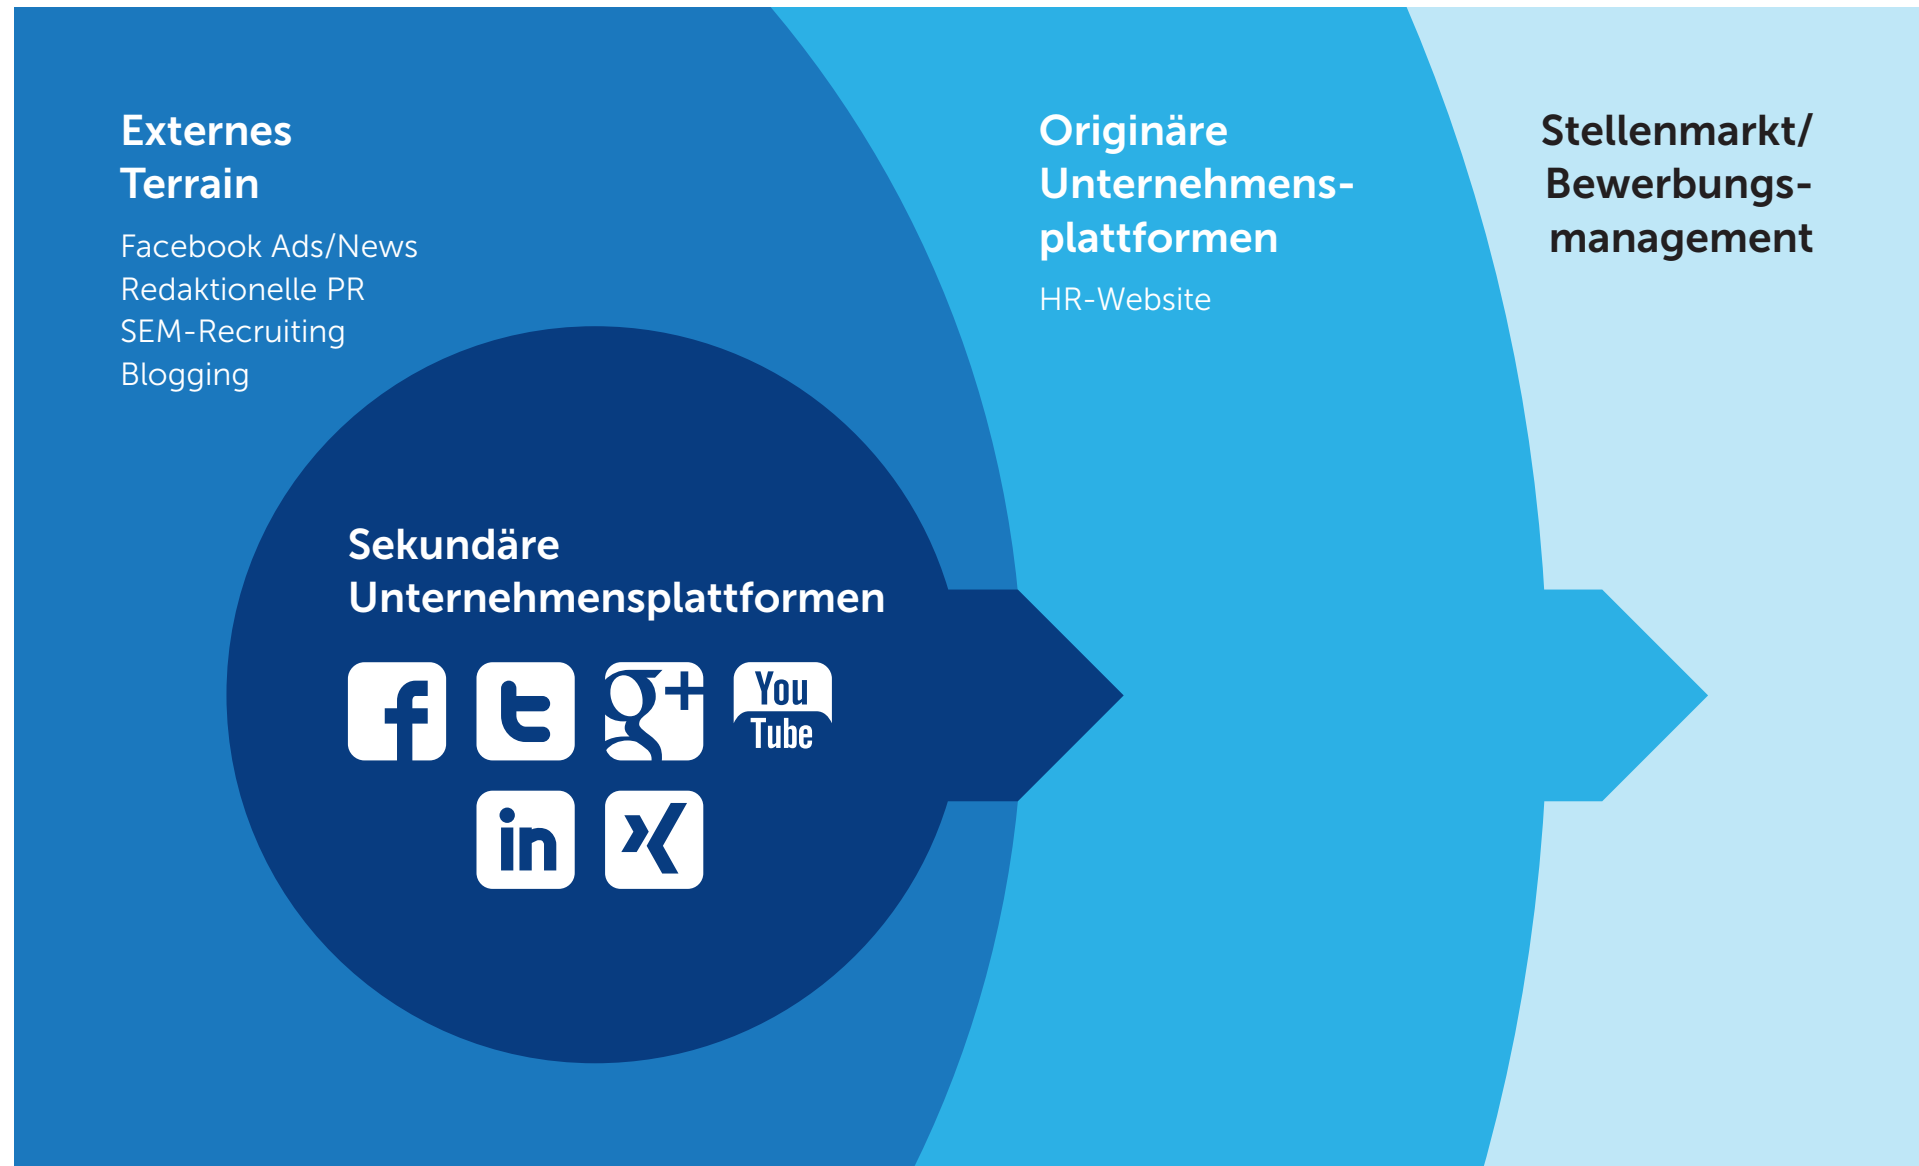 Externes
Terrain
Facebook Ads/News
Redaktionelle PR
SEM-Recruiting
Blogging
Originäre
Unternehmens-
plattformen
HR-Website
Stellenmarkt/
Bewerbungs-
management
Sekundäre
Unternehmensplattformen
f t g+ You
Tube
in